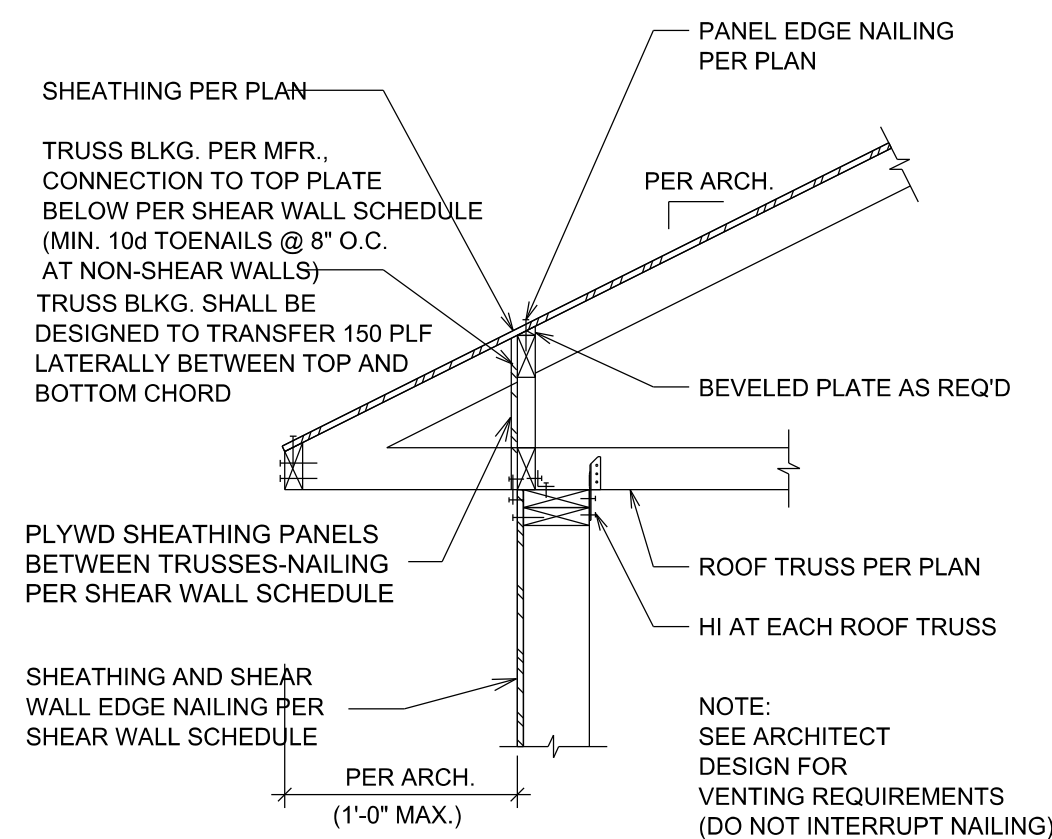 PANEL EDGE NAILING
PER PLAN
SHEATHING PER PLAN
TRUSS BLKG. PER MFR.,
CONNECTION TO TOP PLATE
BELOW PER SHEAR WALL SCHEDULE
(MIN. 10d TOENAILS @ 8" O.C.
AT NON-SHEAR WALLS)
TRUSS BLKG. SHALL BE
DESIGNED TO TRANSFER 150 PLF
LATERALLY BETWEEN TOP AND
BOTTOM CHORD
PER ARCH.
BEVELED PLATE AS REQ'D
PLYWD SHEATHING PANELS
BETWEEN TRUSSES-NAILING
PER SHEAR WALL SCHEDULE
ROOF TRUSS PER PLAN
HI AT EACH ROOF TRUSS
SHEATHING AND SHEAR
WALL EDGE NAILING PER
SHEAR WALL SCHEDULE
PER ARCH.
(1'-0" MAX.)
NOTE:
SEE ARCHITECT
DESIGN FOR
VENTING REQUIREMENTS
(DO NOT INTERRUPT NAILING)